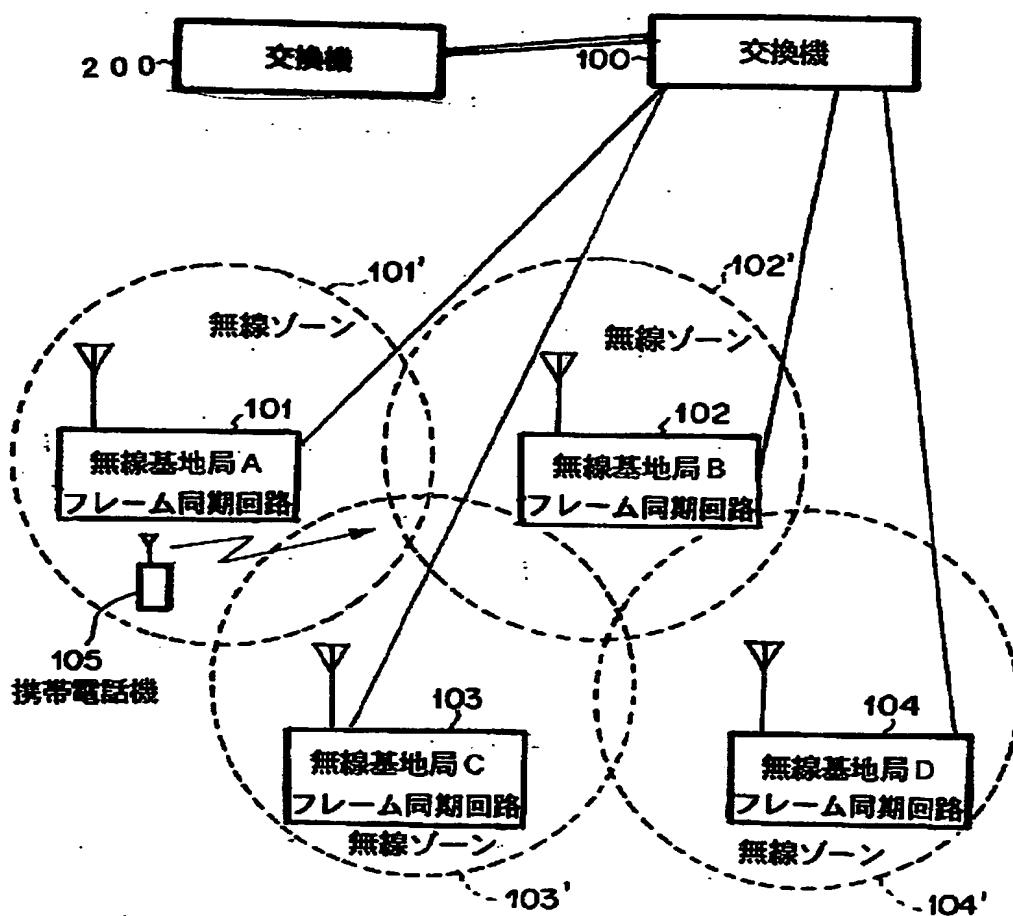 200
交換機
100
交換機
101'
無線ゾーン
102'
無線ゾーン
101
無線基地局A
フレーム同期回路
102
無線基地局B
フレーム同期回路
105
携帯電話機
103
無線基地局C
フレーム同期回路
無線ゾーン
103'
104
無線基地局D
フレーム同期回路
無線ゾーン
104'